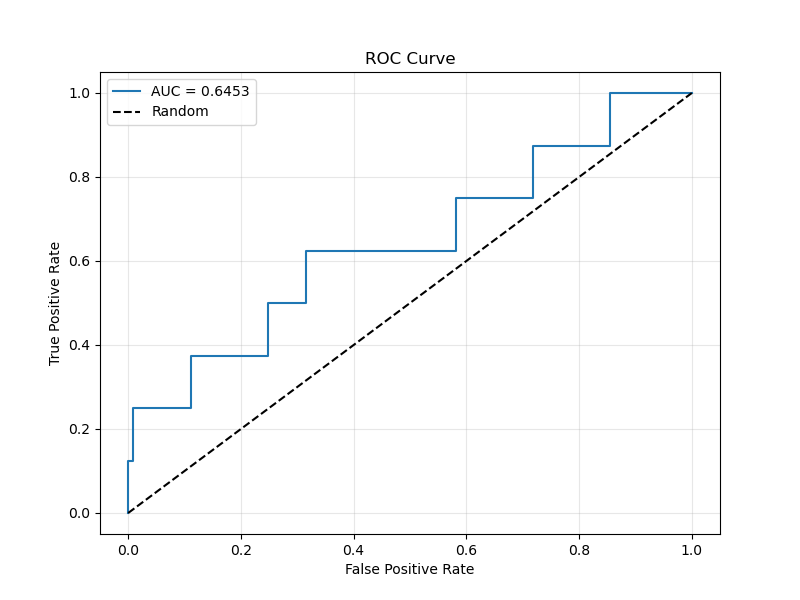 ROC Curve
AUC = 0.6453
Random
1.0
0.8
0.6
0.4
0.2
0.0
True Positive Rate
0.0 0.2 0.4 0.6 0.8 1.0
False Positive Rate